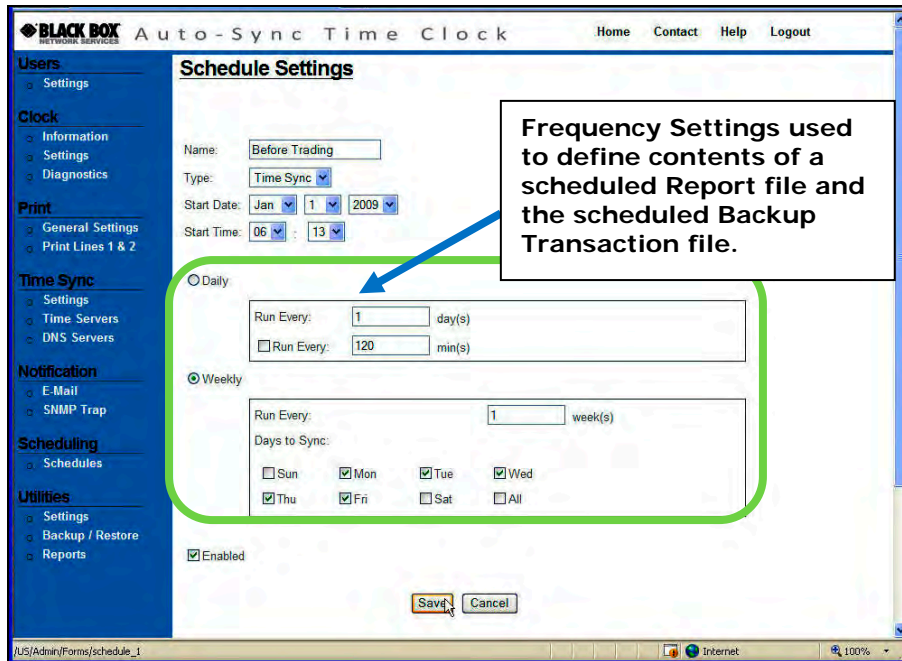 BLACK BOX
NETWORK SERVICES
Auto-Sync Time Clock
Home Contact Help Logout
Users
Settings
Clock
Information
Settings
Diagnostics
Print
General Settings
Print Lines 1 & 2
Time Sync
Settings
Time Servers
DNS Servers
Notification
E-Mail
SNMP Trap
Scheduling
Schedules
Utilities
Settings
Backup / Restore
Reports
Schedule Settings
Frequency Settings used
to define contents of a
scheduled Report file and
the scheduled Backup
Transaction file.
Name: Before Trading
Type: Time Sync
Start Date: Jan 1 2009
Start Time: 06 : 13
Daily
Run Every: 1 day(s)
Run Every: 120 min(s)
Weekly
Run Every: 1 week(s)
Days to Sync:
Sun Mon Tue Wed
Thu Fri Sat All
Enabled
Save Cancel
/US/Admin/Forms/schedule_1 Internet 100%